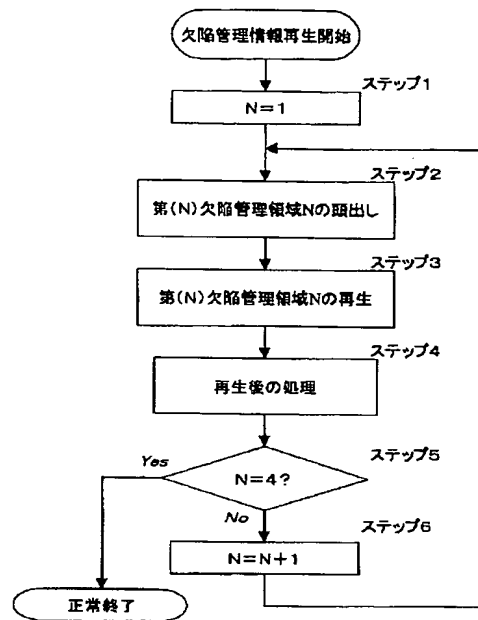 欠陥管理情報再生開始
ステップ1
N=1
ステップ2
第(N)欠陥管理領域Nの頭出し
ステップ3
第(N)欠陥管理領域Nの再生
ステップ4
再生後の処理
ステップ5
Yes
N=4?
No
ステップ6
N=N+1
正常終了